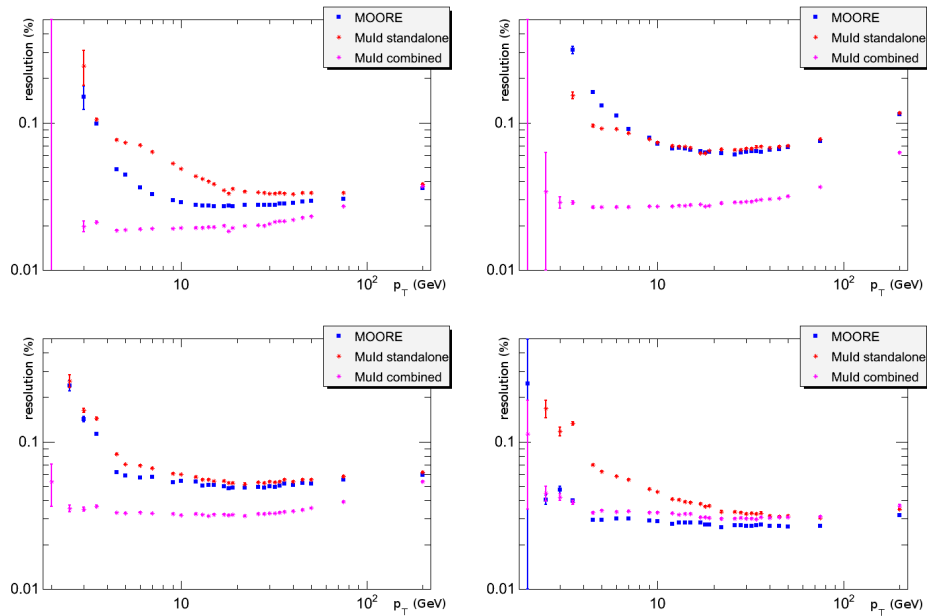 resolution (%)
0.1
0.01
10
10²
p_T (GeV)
MOORE
MuId standalone
MuId combined
resolution (%)
0.1
0.01
10
10²
p_T (GeV)
MOORE
MuId standalone
MuId combined
resolution (%)
0.1
0.01
10
10²
p_T (GeV)
MOORE
MuId standalone
MuId combined
resolution (%)
0.1
0.01
10
10²
p_T (GeV)
MOORE
MuId standalone
MuId combined